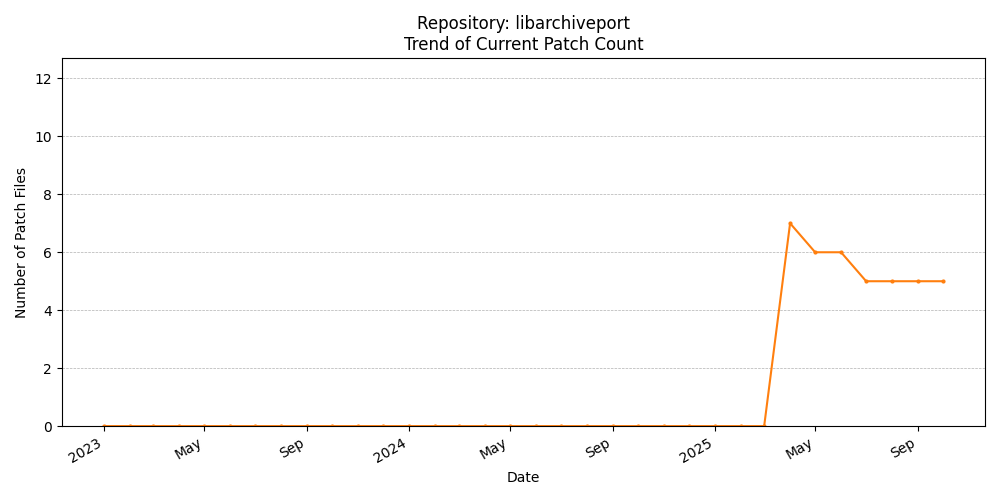 Repository: libarchiveport
Trend of Current Patch Count
Number of Patch Files
12
10
8
6
4
2
0
2023
May
Sep
2024
May
Sep
2025
May
Sep
Date